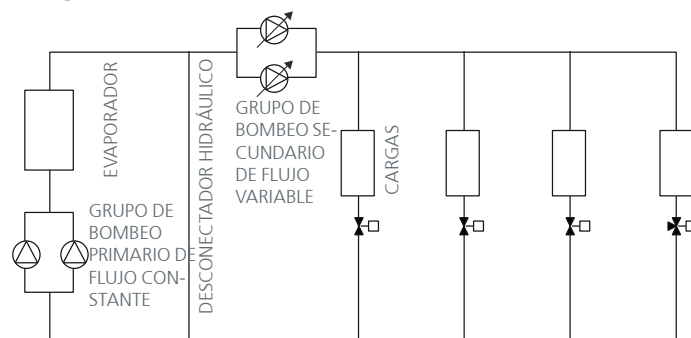 EVAPORADOR
GRUPO DE
BOMBEO
PRIMARIO DE
FLUJO CON-
STANTE
DESCONECTADOR HIDRÁULICO
GRUPO DE
BOMBEO SE-
CUNDARIO
DE FLUJO
VARIABLE
CARGAS